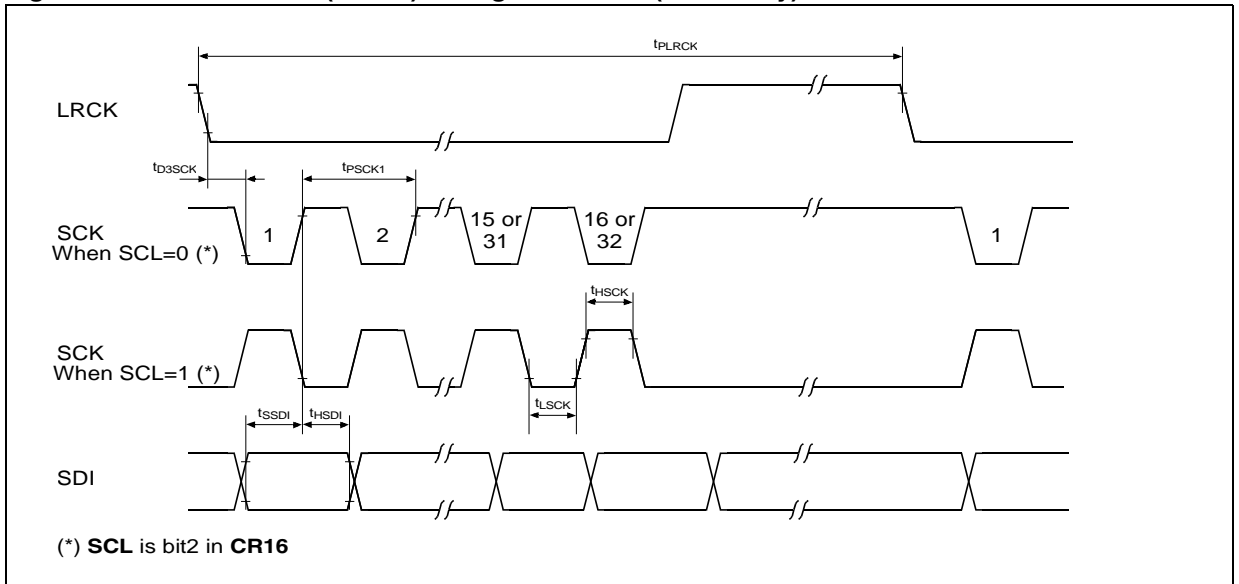 tPLRCK
LRCK
tD3SCK
tPSCK1
SCK
When SCL=0 (*)
1
2
15 or
31
16 or
32
1
tHSCK
SCK
When SCL=1 (*)
tLSCK
tSSDI
tHSDI
SDI
(*) SCL is bit2 in CR16